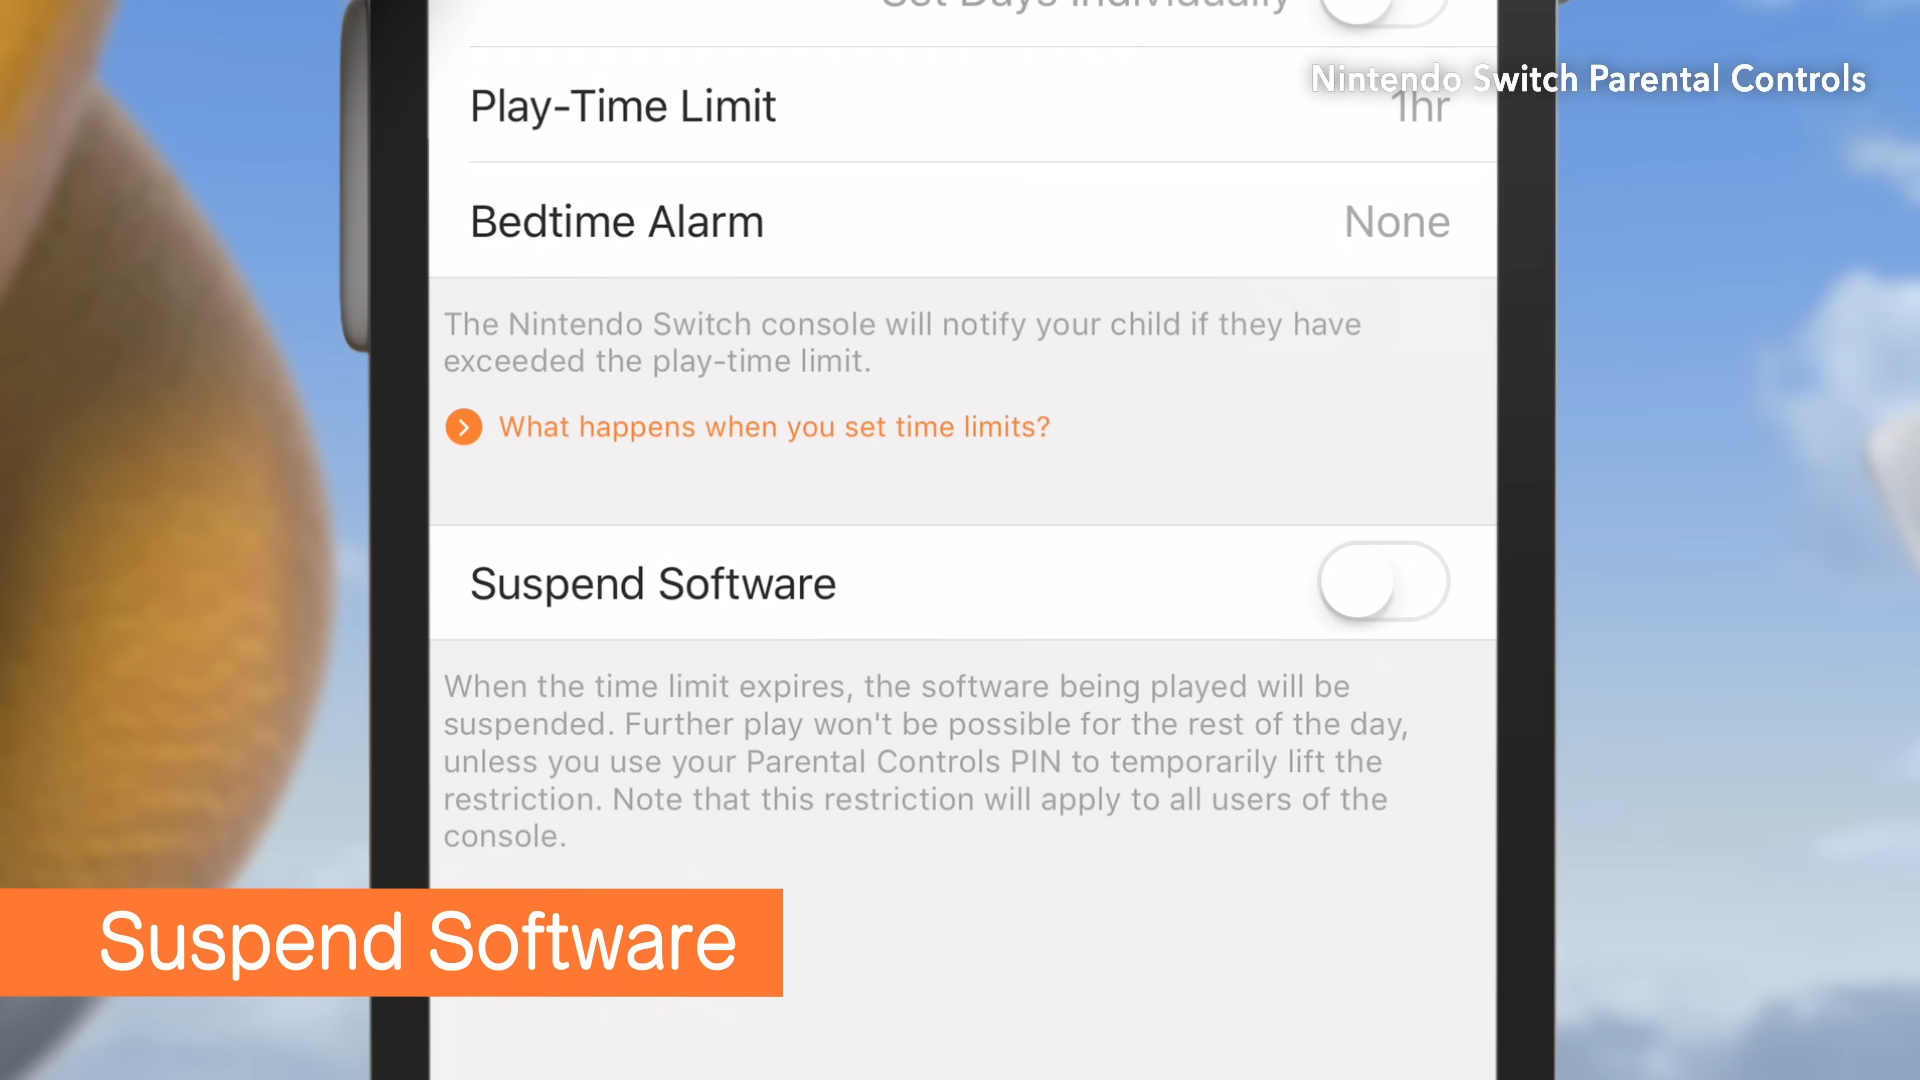 Set Days Individually
Nintendo Switch Parental Controls
Play-Time Limit 1hr
Bedtime Alarm None
The Nintendo Switch console will notify your child if they have
exceeded the play-time limit.
What happens when you set time limits?
Suspend Software
When the time limit expires, the software being played will be
suspended. Further play won't be possible for the rest of the day,
unless you use your Parental Controls PIN to temporarily lift the
restriction. Note that this restriction will apply to all users of the
console.
Suspend Software